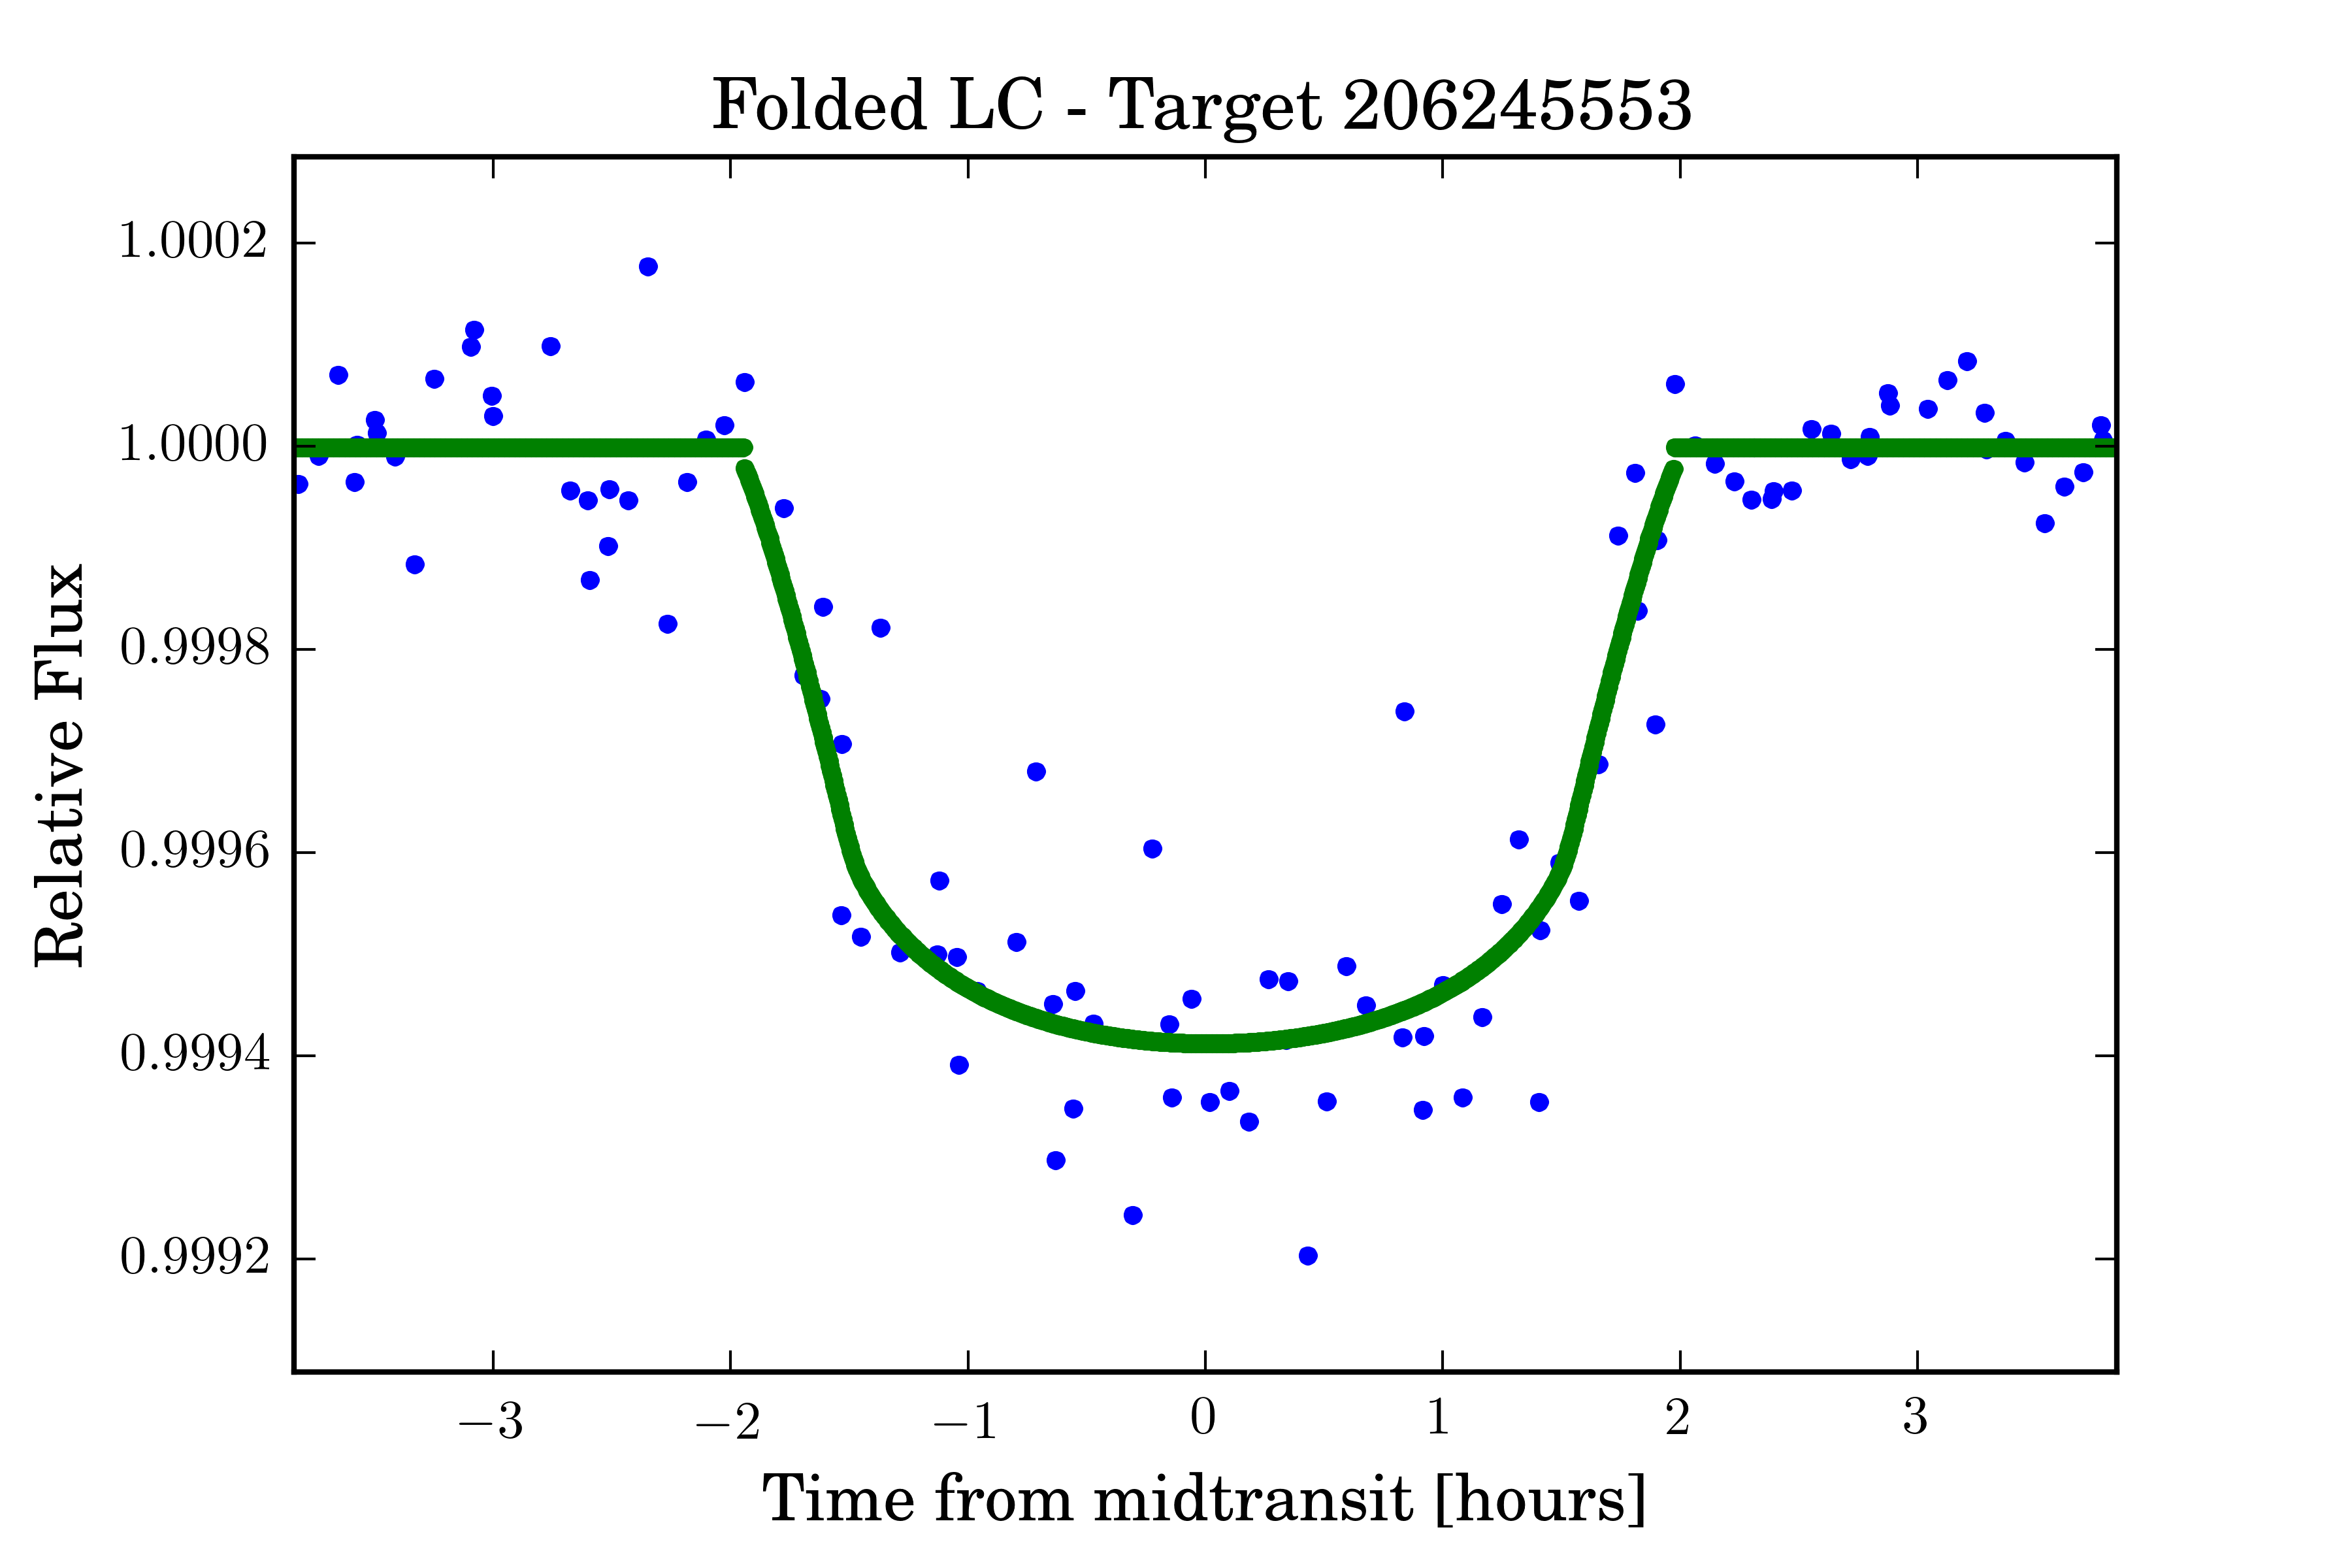 Folded LC - Target 206245553
1.0002
1.0000
0.9998
0.9996
0.9994
0.9992
Relative Flux
−3 −2 −1 0 1 2 3
Time from midtransit [hours]